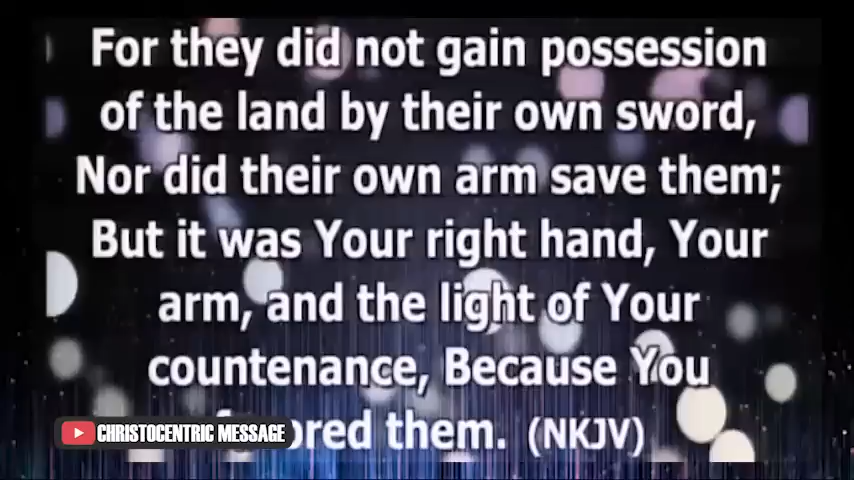 For they did not gain possession
of the land by their own sword,
Nor did their own arm save them;
But it was Your right hand, Your
arm, and the light of Your
countenance, Because You
them. (NKJV)
CHRISTOCENTRIC MESSAGE